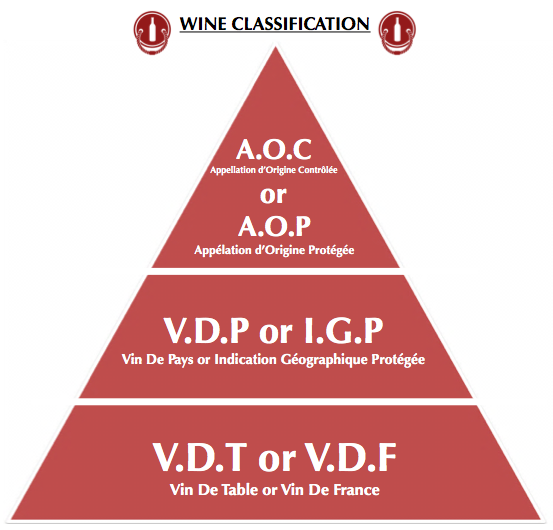 WINE CLASSIFICATION
A.O.C
Appellation d'Origine Contrôlée
or
A.O.P
Appélation d'Origine Protégée
V.D.P or I.G.P
Vin De Pays or Indication Géographique Protégée
V.D.T or V.D.F
Vin De Table or Vin De France